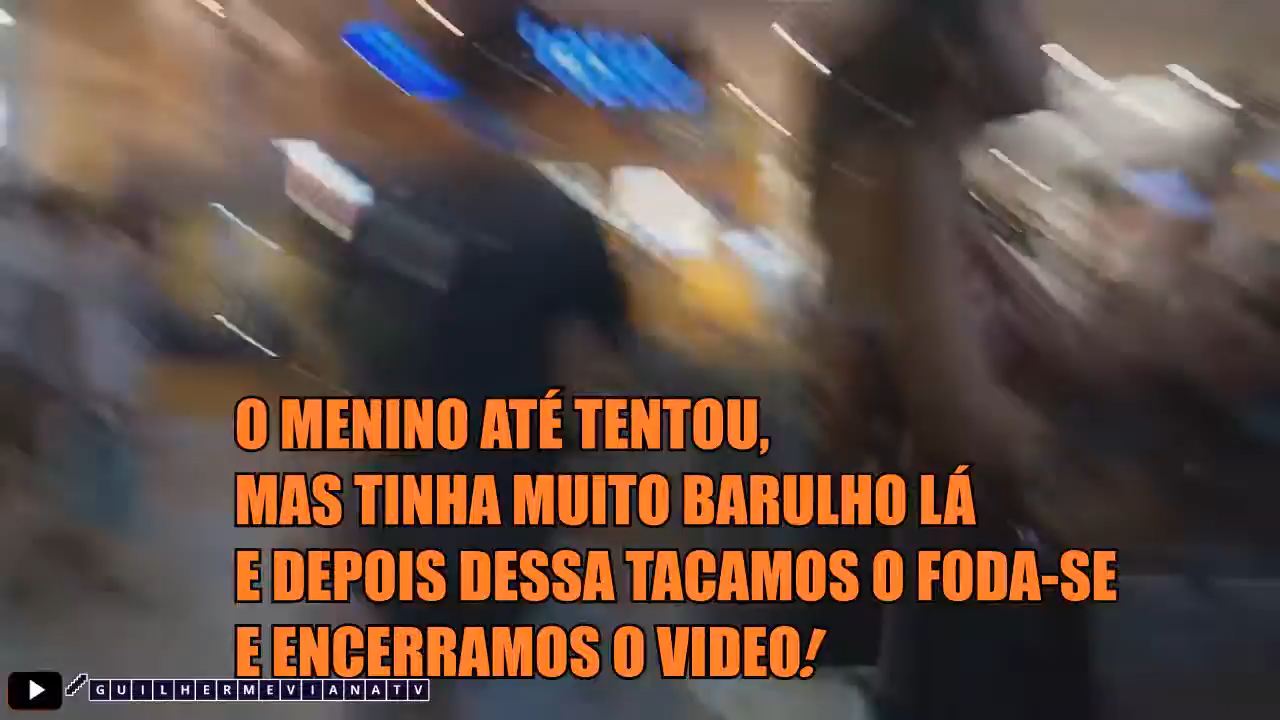 O MENINO ATÉ TENTOU,
MAS TINHA MUITO BARULHO LÁ
E DEPOIS DESSA TACAMOS O FODA-SE
E ENCERRAMOS O VIDEO!
/GUILHERMEVIANATV